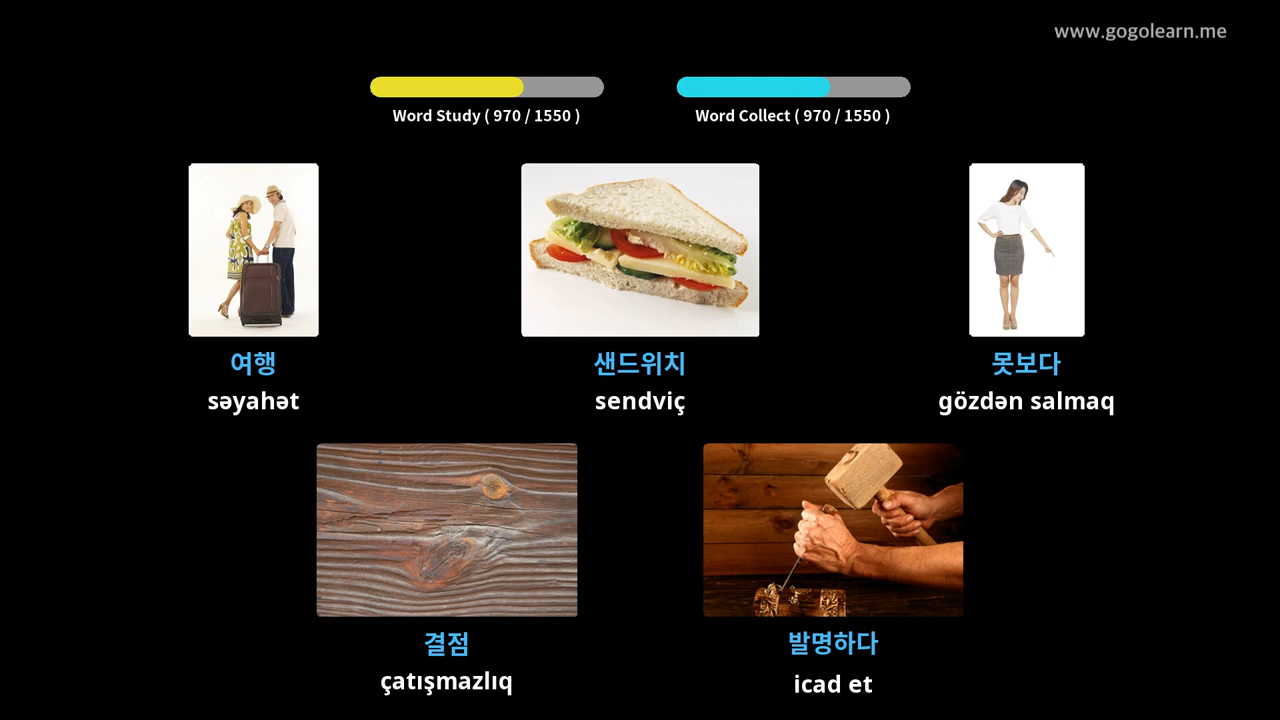 www.gogolearn.me
Word Study ( 970 / 1550 )
Word Collect ( 970 / 1550 )
여행
səyahət
샌드위치
sendviç
못보다
gözdən salmaq
결점
çatışmazlıq
발명하다
icad et